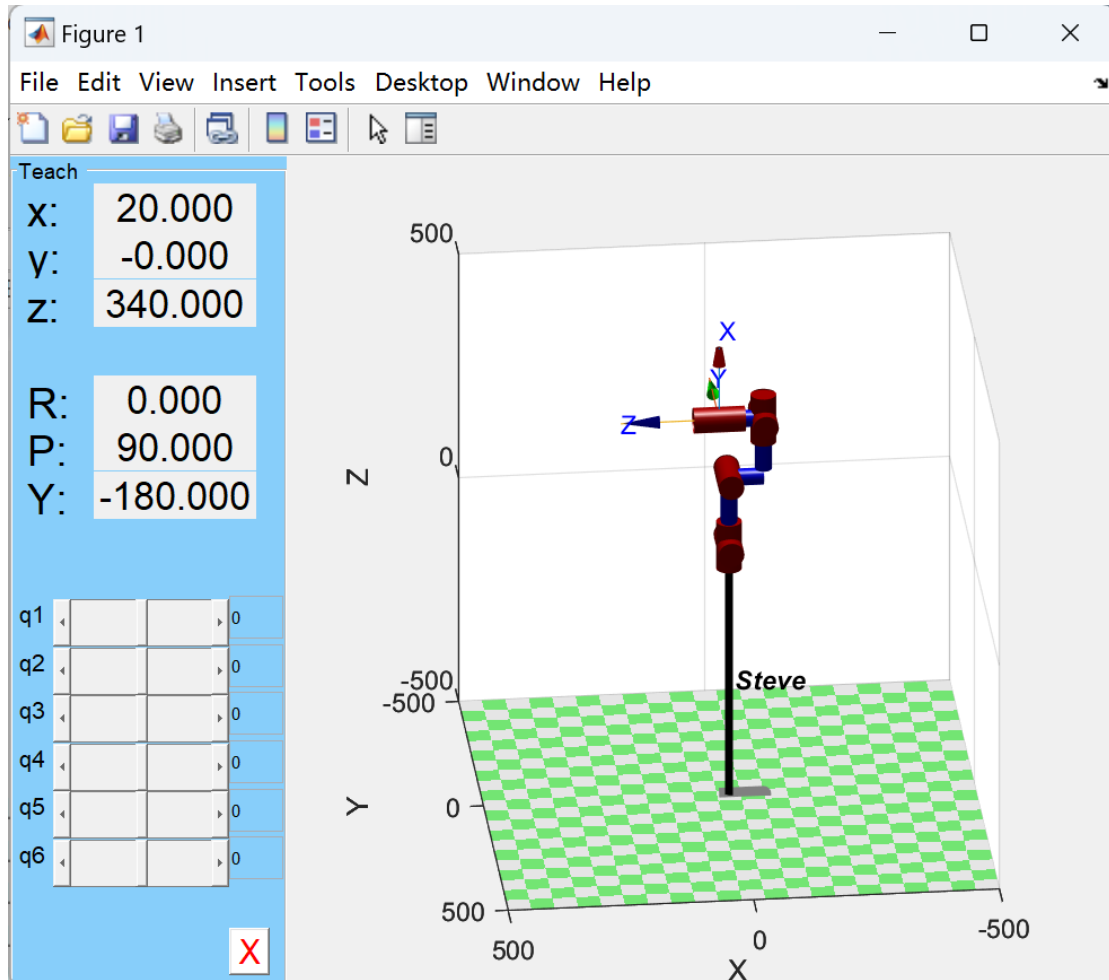 Figure 1
File Edit View Insert Tools Desktop Window Help
Teach
x: 20.000
y: -0.000
z: 340.000
R: 0.000
P: 90.000
Y: -180.000
q1 0
q2 0
q3 0
q4 0
q5 0
q6 0
X
500
0
-500
Z
-500
0
500
Y
500
0
-500
X
X
Y
Z
Steve